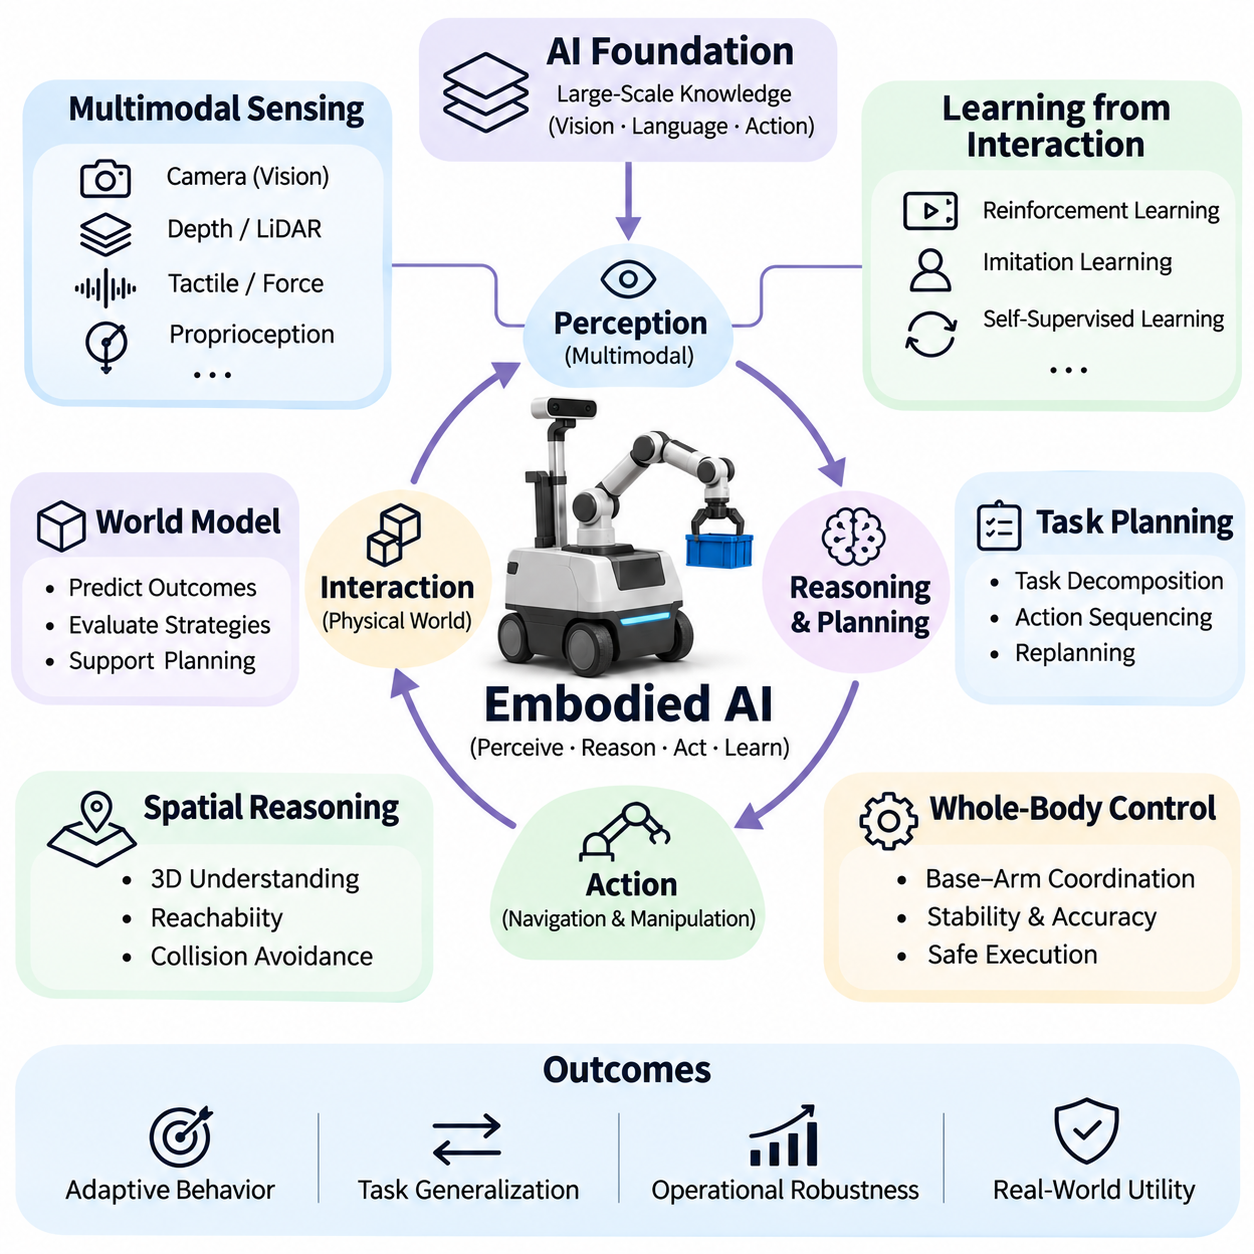 AI Foundation
Large-Scale Knowledge
(Vision · Language · Action)
Multimodal Sensing
Camera (Vision)
Depth / LiDAR
Tactile / Force
Proprioception
...
Learning from
Interaction
Reinforcement Learning
Imitation Learning
Self-Supervised Learning
...
Perception
(Multimodal)
World Model
• Predict Outcomes
• Evaluate Strategies
• Support Planning
Interaction
(Physical World)
Reasoning
& Planning
Task Planning
• Task Decomposition
• Action Sequencing
• Replanning
Embodied AI
(Perceive · Reason · Act · Learn)
Spatial Reasoning
• 3D Understanding
• Reachabiity
• Collision Avoidance
Action
(Navigation & Manipulation)
Whole-Body Control
• Base–Arm Coordination
• Stability & Accuracy
• Safe Execution
Outcomes
Adaptive Behavior
Task Generalization
Operational Robustness
Real-World Utility